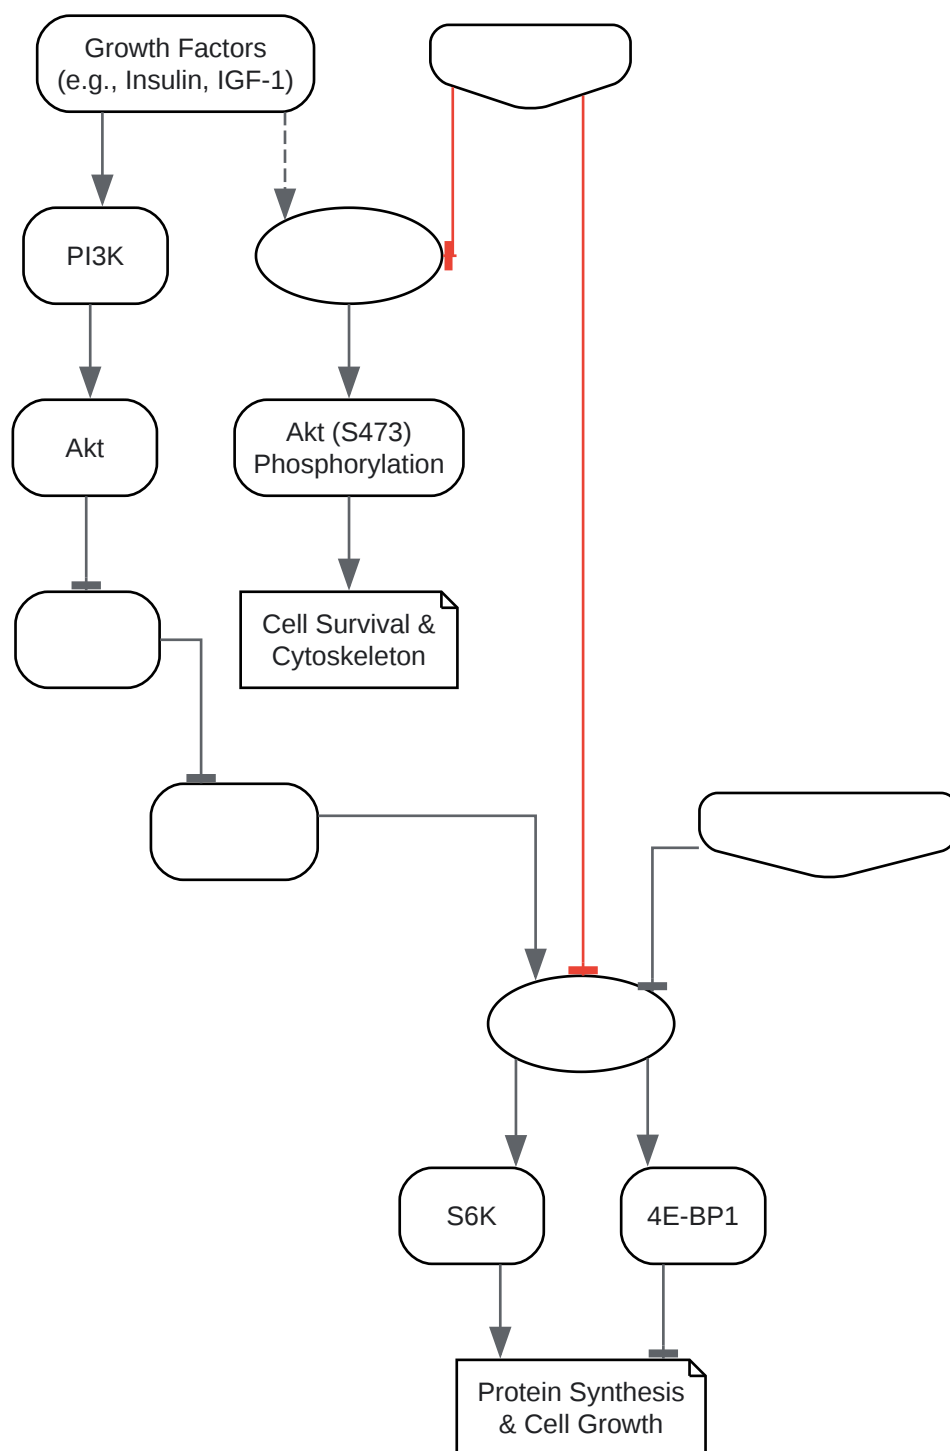 Growth Factors
(e.g., Insulin, IGF-1)
PI3K
Akt
Akt (S473)
Phosphorylation
Cell Survival &
Cytoskeleton
S6K
4E-BP1
Protein Synthesis
& Cell Growth